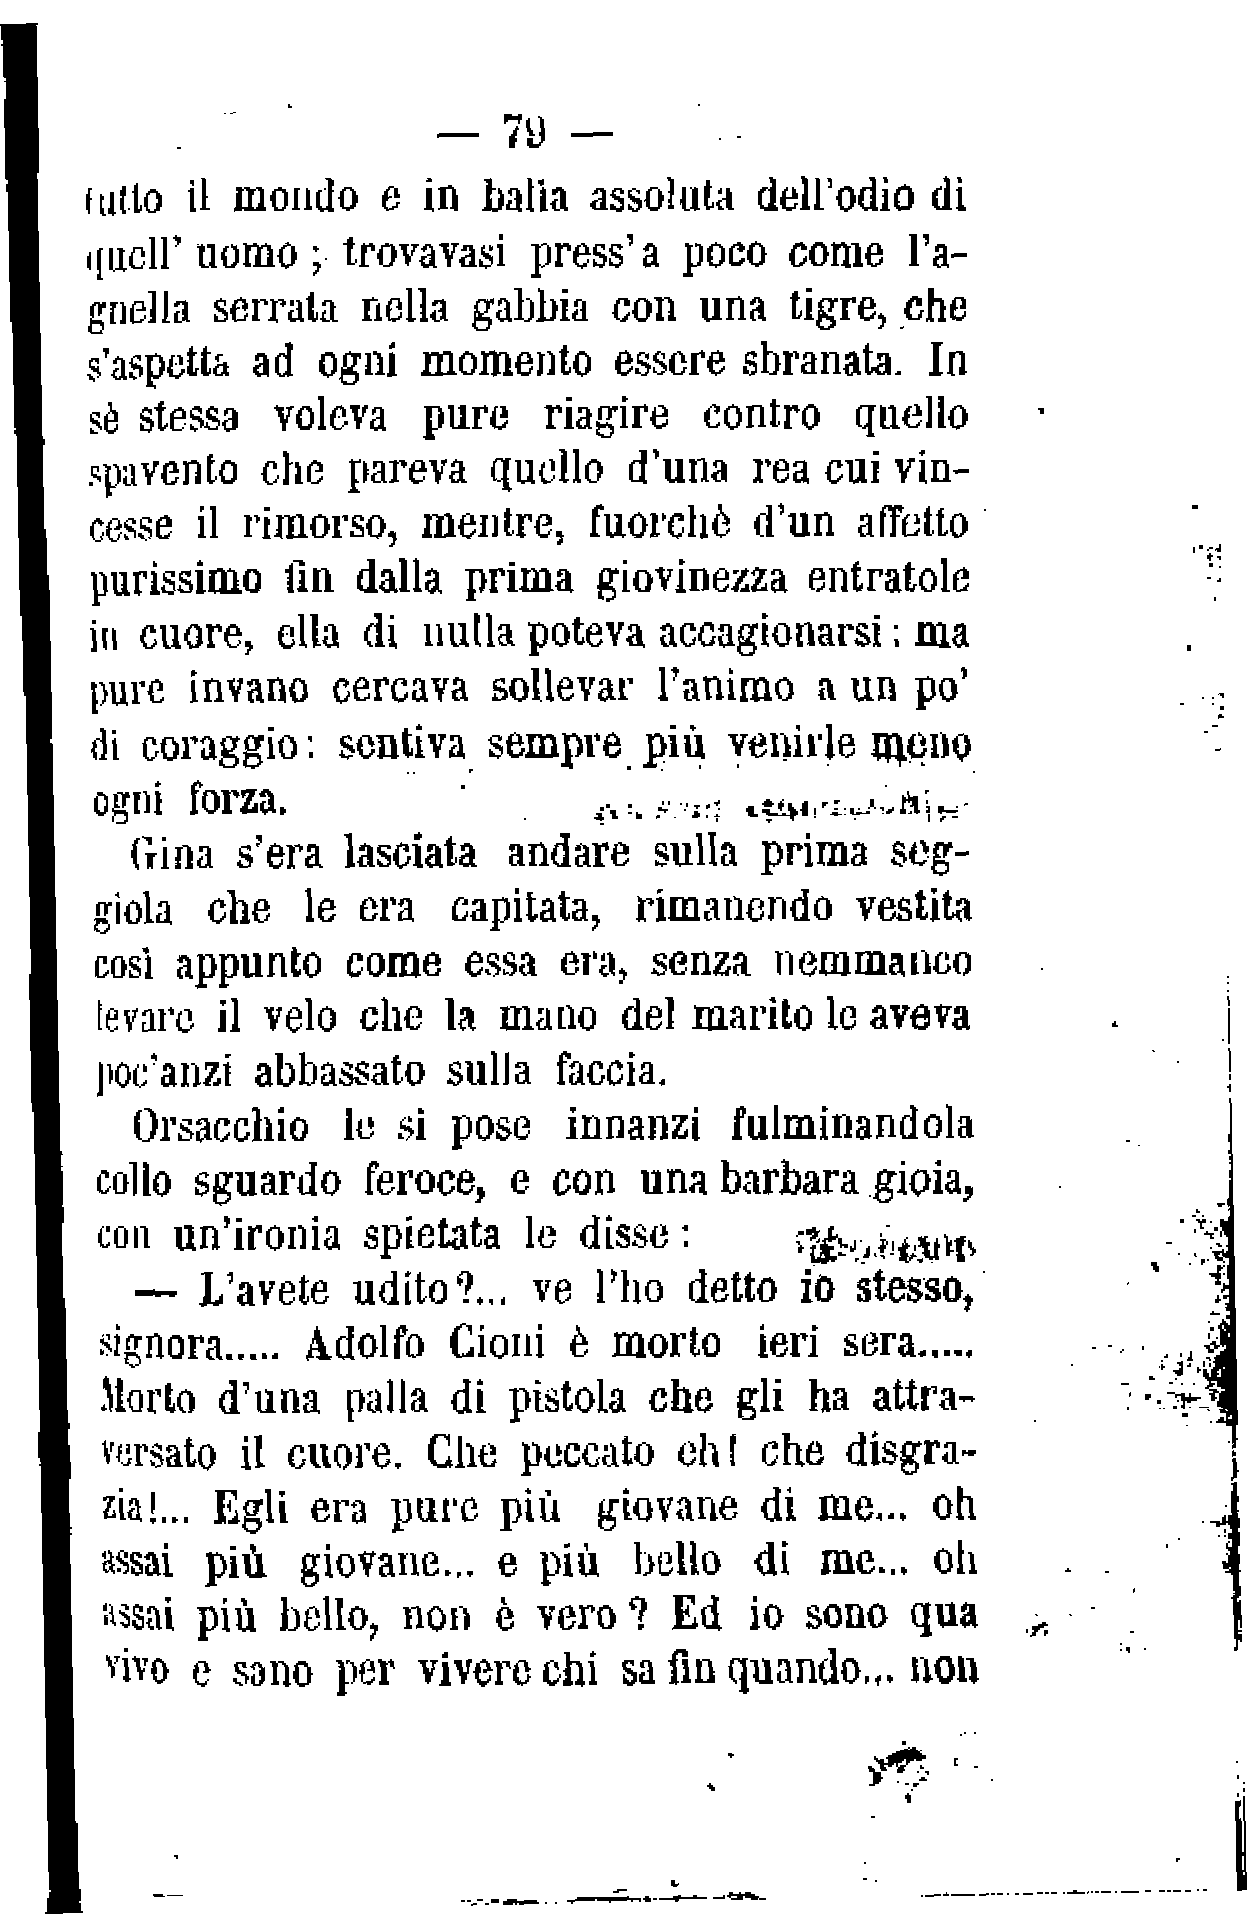 — 79 —
tutto il mondo e in balia assoluta dell'odio di
quell' uomo ; trovavasi press'a poco come l'a-
gnella serrata nella gabbia con una tigre, che
s'aspetta ad ogni momento essere sbranata. In
sè stessa voleva pure riagire contro quello
spavento che pareva quello d'una rea cui vin-
cesse il rimorso, mentre, fuorchè d'un affetto
purissimo fin dalla prima giovinezza entratole
in cuore, ella di nulla poteva accagionarsi : ma
pure invano cercava sollevar l'animo a un po'
di coraggio : sentiva sempre più venirle meno
ogni forza.
Gina s'era lasciata andare sulla prima seg-
giola che le era capitata, rimanendo vestita
così appunto come essa era, senza nemmanco
levare il velo che la mano del marito le aveva
poc'anzi abbassato sulla faccia.
Orsacchio le si pose innanzi fulminandola
collo sguardo feroce, e con una barbara gioia,
con un'ironia spietata le disse :
— L'avete udito?... ve l'ho detto io stesso,
signora..... Adolfo Cioni è morto ieri sera.....
Morto d'una palla di pistola che gli ha attra-
versato il cuore. Che peccato eh! che disgra-
zia!... Egli era pure più giovane di me... oh
assai più giovane... e più bello di me... oh
assai più bello, non è vero ? Ed io sono qua
vivo e sano per vivere chi sa fin quando... non